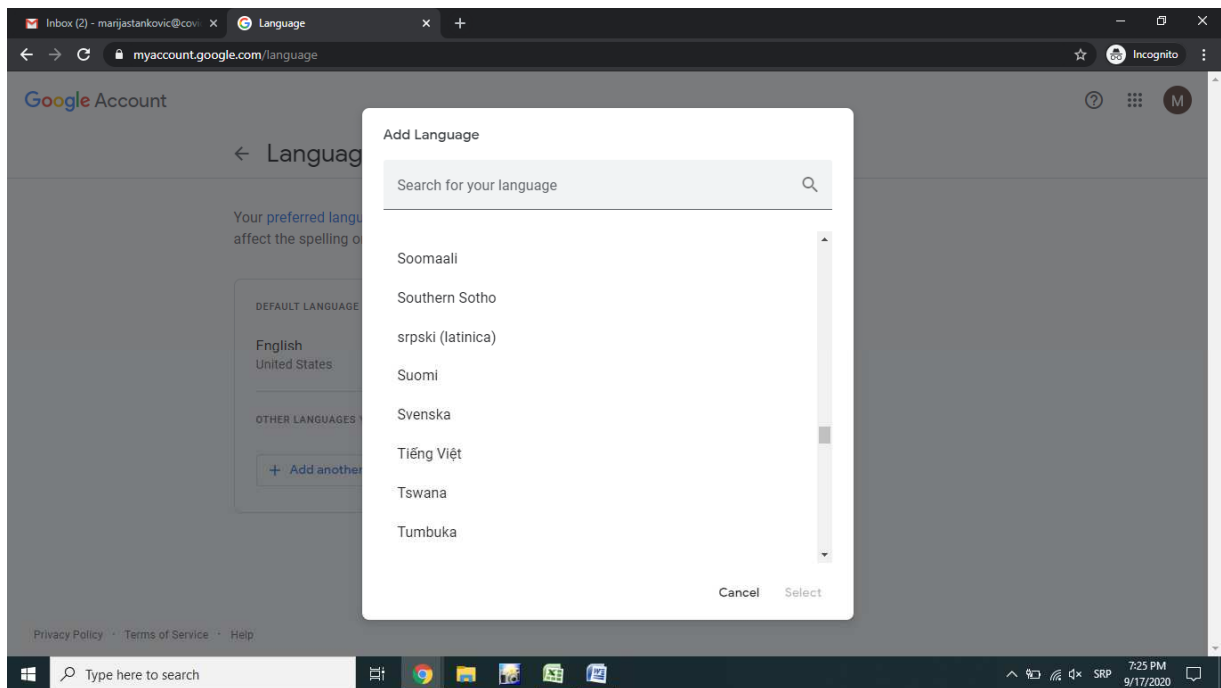 Inbox (2) - marijastankovic@covi
Language
myaccount.google.com/language
Incognito
Google Account
M
Add Language
Languag
Search for your language
Your preferred langu
affect the spelling o
Soomaali
Southern Sotho
DEFAULT LANGUAGE
srpski (latinica)
English
United States
Suomi
Svenska
OTHER LANGUAGES
Tiếng Việt
+ Add another
Tswana
Tumbuka
Cancel
Select
Privacy Policy · Terms of Service · Help
Type here to search
SRP
7:25 PM
9/17/2020